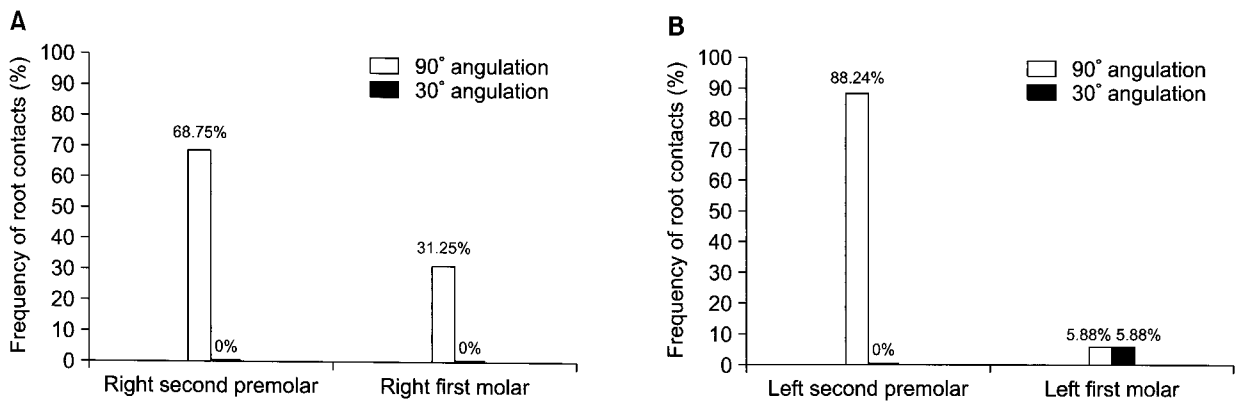 A
Frequency of root contacts (%)
100
90
80
70
60
50
40
30
20
10
0
90° angulation
30° angulation
68.75%
0%
31.25%
0%
Right second premolar
Right first molar
B
Frequency of root contacts (%)
100
90
80
70
60
50
40
30
20
10
0
90° angulation
30° angulation
88.24%
0%
5.88% 5.88%
Left second premolar
Left first molar